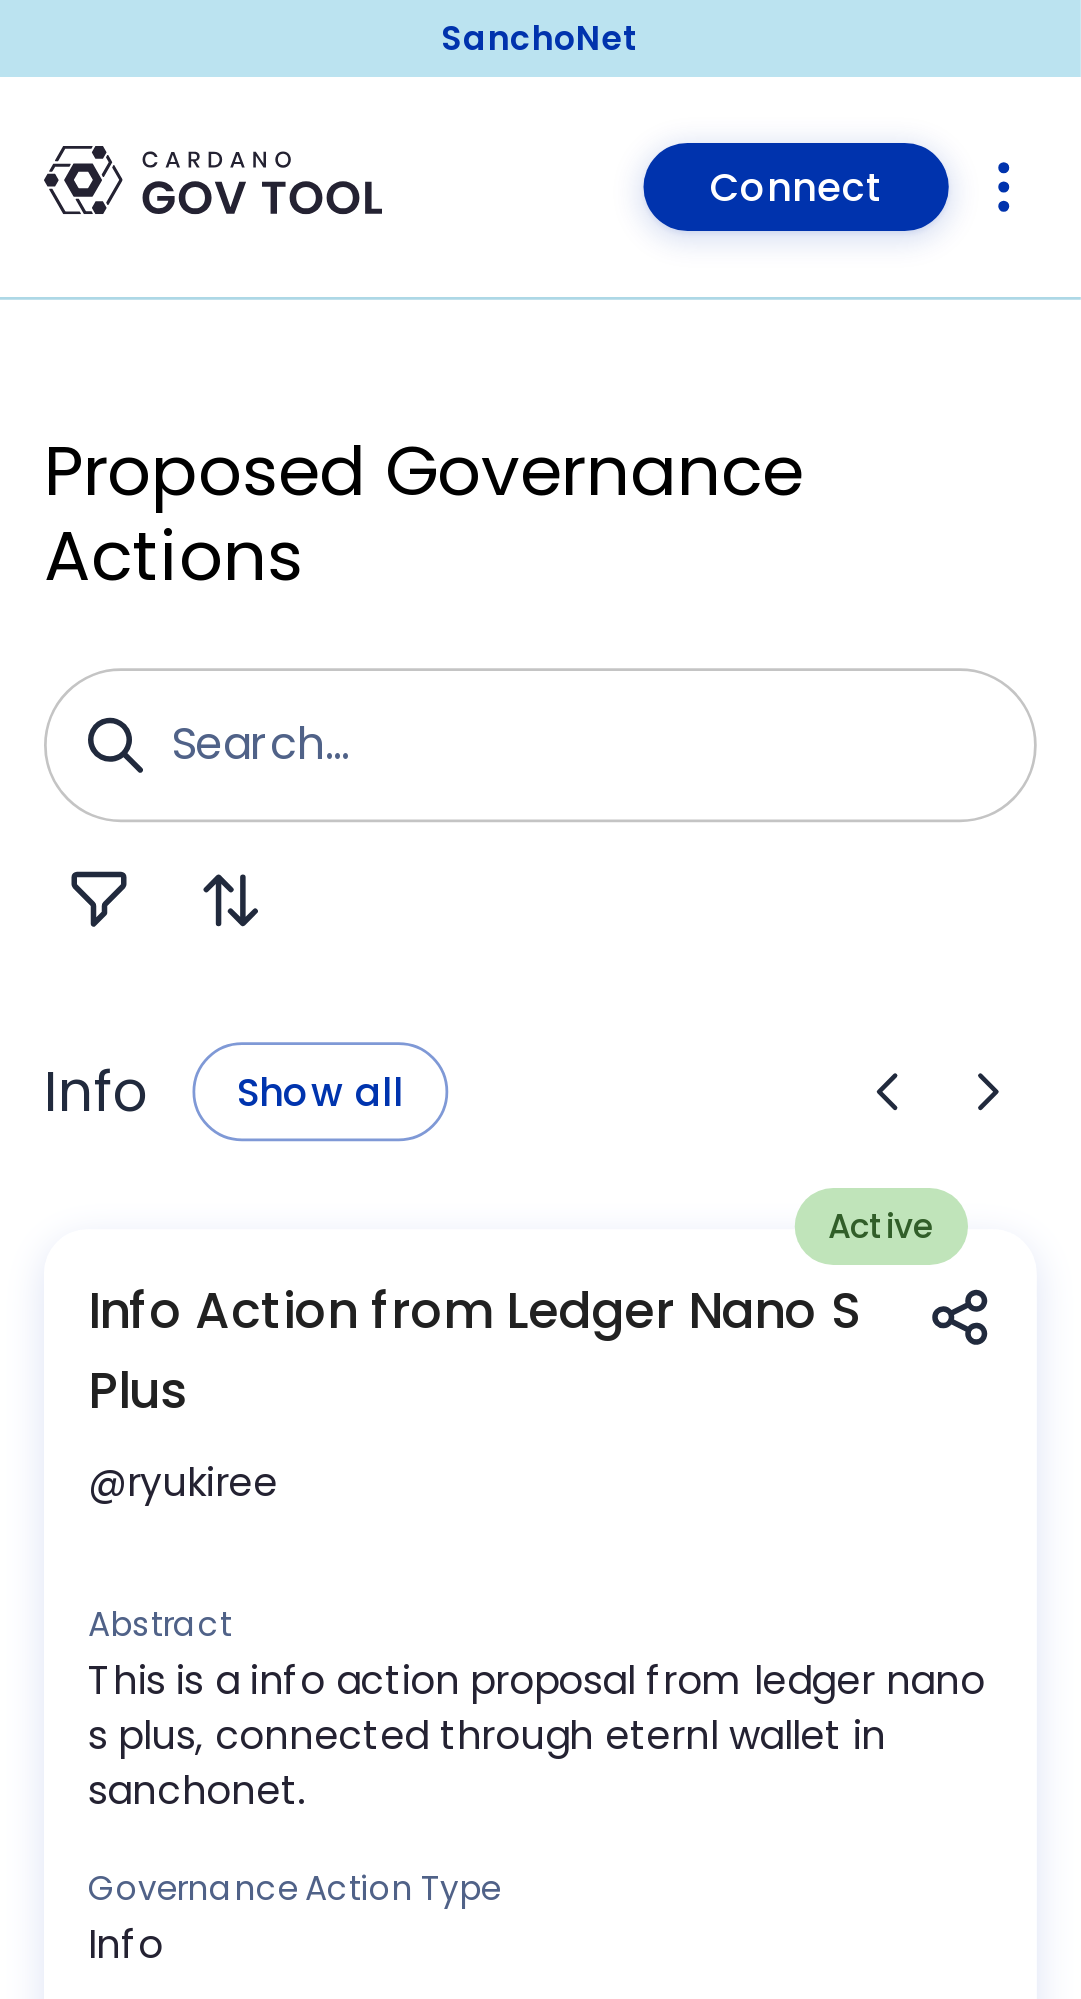 SanchoNet
CARDANO
GOV TOOL
Connect
Proposed Governance
Actions
Search...
Info
Show all
Active
Info Action from Ledger Nano S
Plus
@ryukiree
Abstract
This is a info action proposal from ledger nano
s plus, connected through eternl wallet in
sanchonet.
Governance Action Type
Info